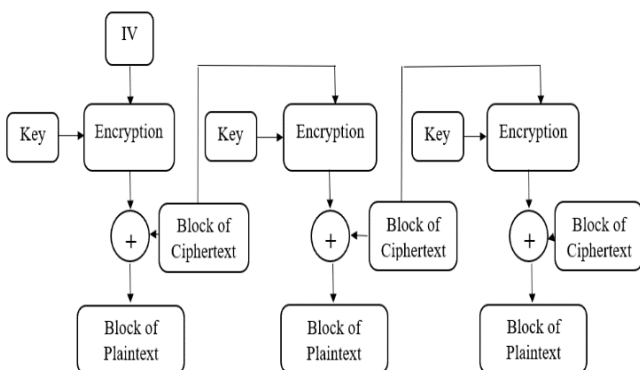 IV
Key
Encryption
Key
Encryption
Key
Encryption
+
Block of
Ciphertext
+
Block of
Ciphertext
+
Block of
Ciphertext
Block of
Plaintext
Block of
Plaintext
Block of
Plaintext